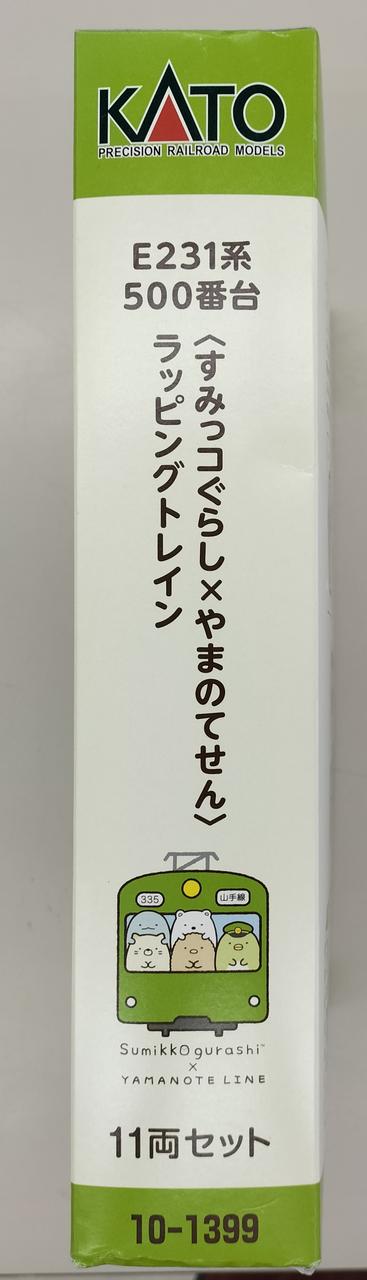 KATO
PRECISION RAILROAD MODELS
E231系
500番台
〈すみっコぐらし×やまのてせん〉
ラッピングトレイン
335
山手線
Sumikkogurashi™
×
YAMANOTE LINE
11両セット
10-1399